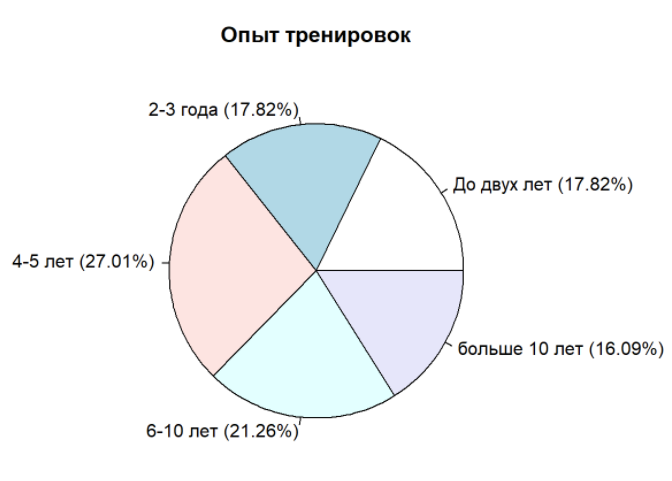 Опыт тренировок
2-3 года (17.82%)
До двух лет (17.82%)
4-5 лет (27.01%)
больше 10 лет (16.09%)
6-10 лет (21.26%)